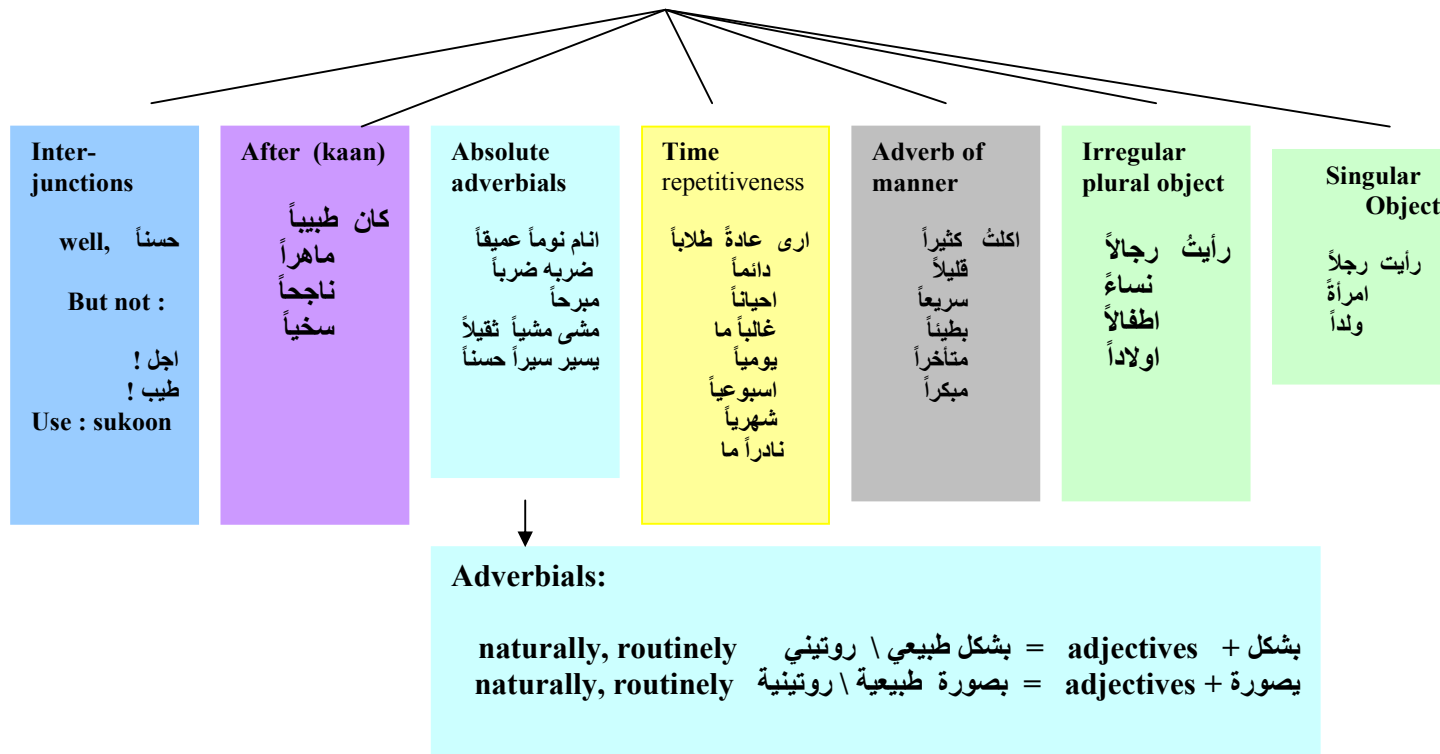 Inter-
junctions
well, حسناً
But not :
اجل !
طيب !
Use : sukoon
After (kaan)
كان طبيباً
ماهراً
ناجحاً
سخياً
Absolute
adverbials
انام نوماً عميقاً
ضربه ضرباً
مبرحاً
مشى مشياً ثقيلاً
يسير سيراً حسناً
Time
repetitiveness
ارى عادةً طلاباً
دائماً
احياناً
غالباً ما
يومياً
اسبوعياً
شهرياً
نادراً ما
Adverb of
manner
اكلتُ كثيراً
قليلاً
سريعاً
بطيئاً
متأخراً
مبكراً
Irregular
plural object
رأيتُ رجالاً
نساءً
اطفالاً
اولاداً
Singular
Object
رأيت رجلاً
امرأةً
ولداً
Adverbials:
naturally, routinely بشكل طبيعي \ روتيني = adjectives + بشكل
naturally, routinely بصورة طبيعية \ روتينية = adjectives + يصورة